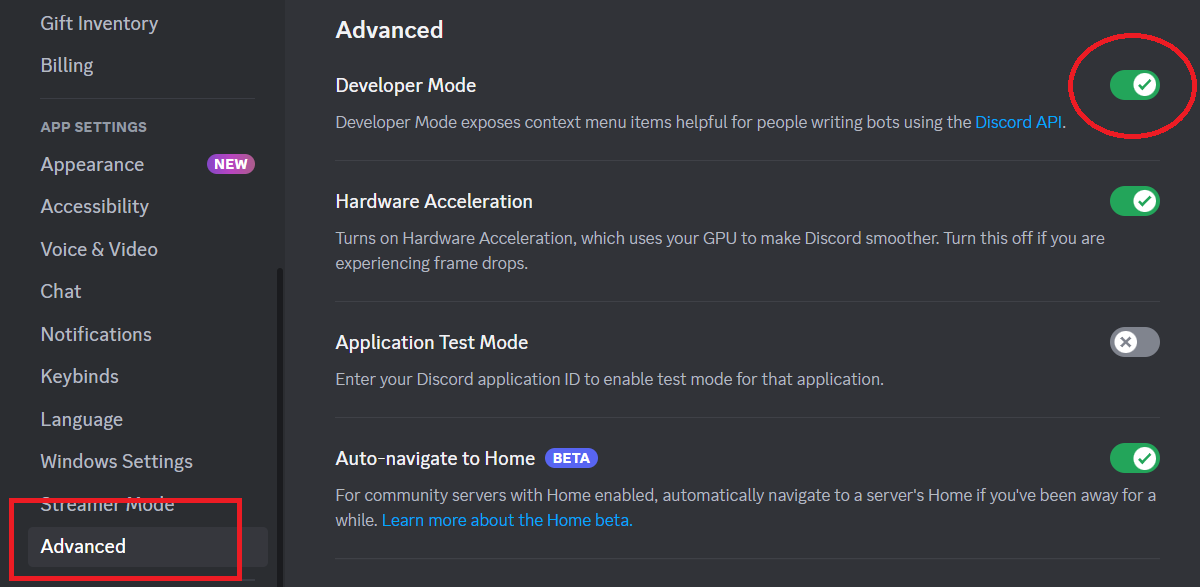 Gift Inventory
Billing
APP SETTINGS
Appearance NEW
Accessibility
Voice & Video
Chat
Notifications
Keybinds
Language
Windows Settings
Streamer Mode
Advanced
Advanced
Developer Mode
Developer Mode exposes context menu items helpful for people writing bots using the Discord API.
Hardware Acceleration
Turns on Hardware Acceleration, which uses your GPU to make Discord smoother. Turn this off if you are
experiencing frame drops.
Application Test Mode
Enter your Discord application ID to enable test mode for that application.
Auto-navigate to Home BETA
For community servers with Home enabled, automatically navigate to a server's Home if you've been away for a
while. Learn more about the Home beta.